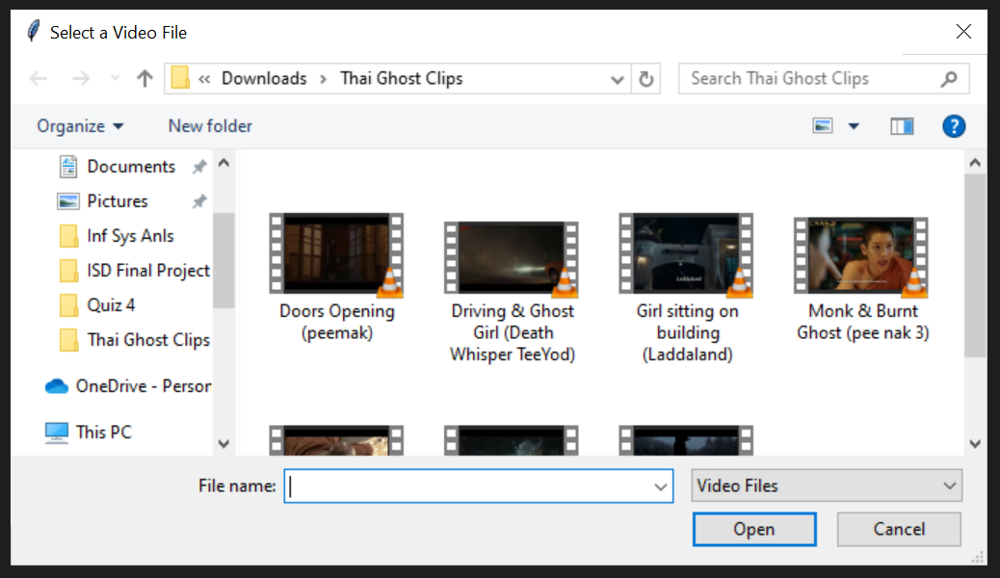 Select a Video File
« Downloads › Thai Ghost Clips
Search Thai Ghost Clips
Organize
New folder
?
Documents
Pictures
Inf Sys Anls
ISD Final Project
Quiz 4
Thai Ghost Clips
OneDrive - Person
This PC
Doors Opening
(peemak)
Driving & Ghost
Girl (Death
Whisper TeeYod)
Laddaland
Girl sitting on
building
(Laddaland)
Monk & Burnt
Ghost (pee nak 3)
File name:
Video Files
Open
Cancel